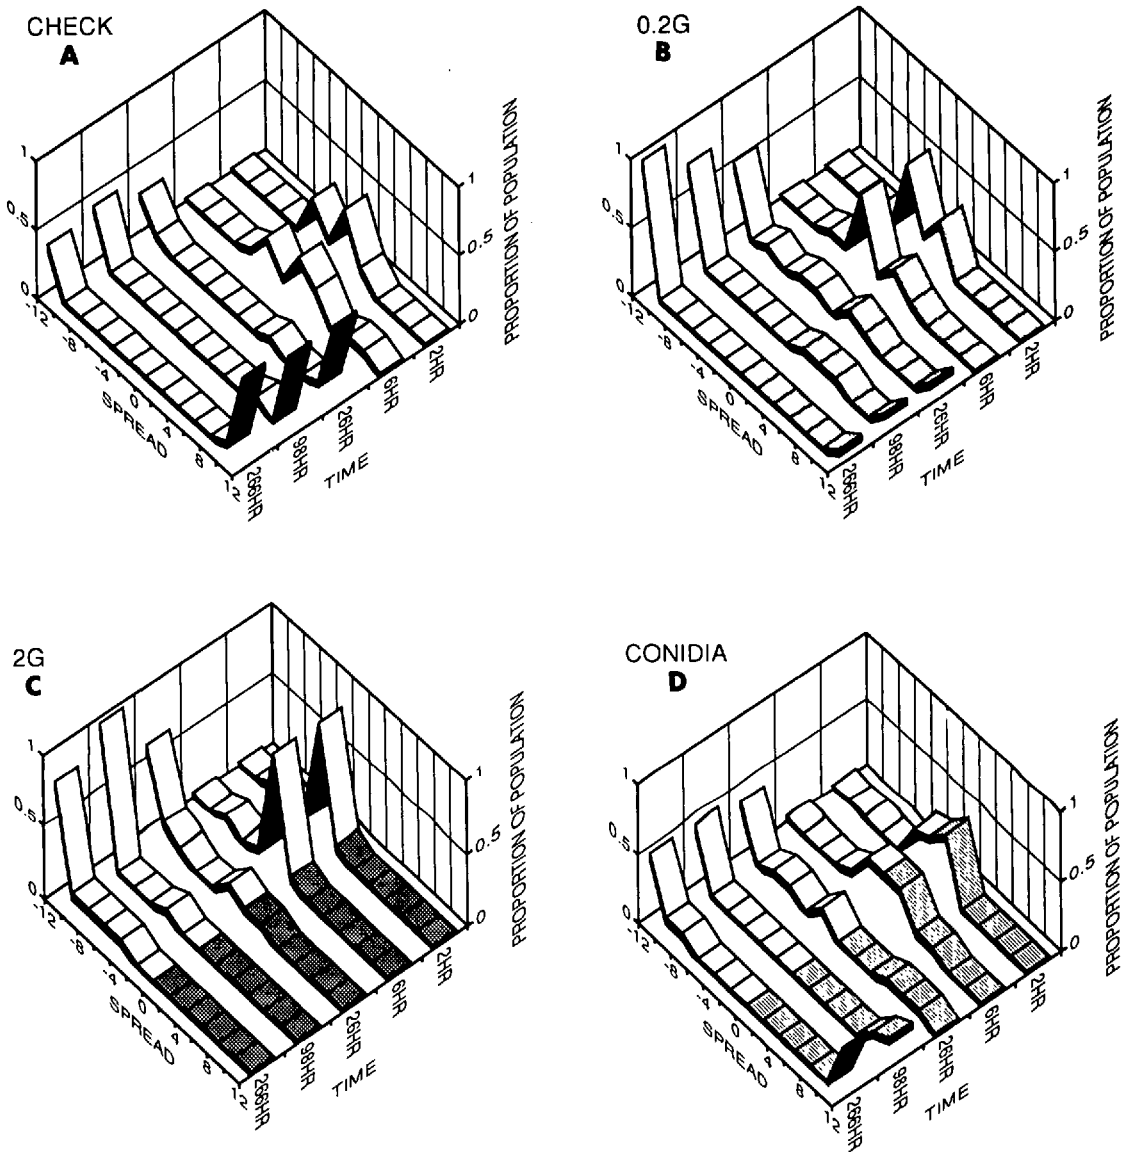 CHECK
A
1
0.5
0
-12
-8
-4
0
4
8
12
SPREAD
266HR
98HR
26HR
6HR
2HR
TIME
1
0.5
0
PROPORTION OF POPULATION
0.2G
B
1
0.5
0
-12
-8
-4
0
4
8
12
SPREAD
266HR
98HR
26HR
6HR
2HR
TIME
1
0.5
0
PROPORTION OF POPULATION
2G
C
1
0.5
0
-12
-8
-4
0
4
8
12
SPREAD
266HR
98HR
26HR
6HR
2HR
TIME
1
0.5
0
PROPORTION OF POPULATION
CONIDIA
D
1
0.5
0
-12
-8
-4
0
4
8
12
SPREAD
266HR
98HR
26HR
6HR
2HR
TIME
1
0.5
0
PROPORTION OF POPULATION